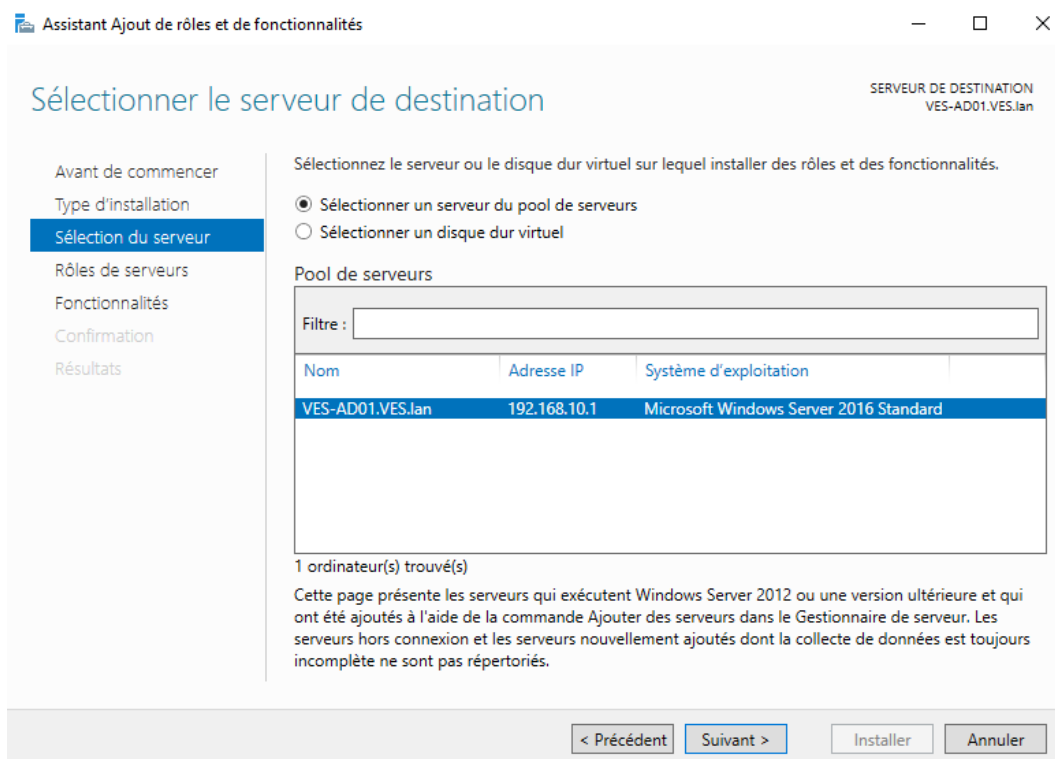 Assistant Ajout de rôles et de fonctionnalités
Sélectionner le serveur de destination
SERVEUR DE DESTINATION
VES-AD01.VES.lan
Avant de commencer
Type d'installation
Sélection du serveur
Rôles de serveurs
Fonctionnalités
Confirmation
Résultats
Sélectionnez le serveur ou le disque dur virtuel sur lequel installer des rôles et des fonctionnalités.
Sélectionner un serveur du pool de serveurs
Sélectionner un disque dur virtuel
Pool de serveurs
Filtre :
Nom Adresse IP Système d'exploitation
VES-AD01.VES.lan 192.168.10.1 Microsoft Windows Server 2016 Standard
1 ordinateur(s) trouvé(s)
Cette page présente les serveurs qui exécutent Windows Server 2012 ou une version ultérieure et qui
ont été ajoutés à l'aide de la commande Ajouter des serveurs dans le Gestionnaire de serveur. Les
serveurs hors connexion et les serveurs nouvellement ajoutés dont la collecte de données est toujours
incomplète ne sont pas répertoriés.
< Précédent Suivant > Installer Annuler